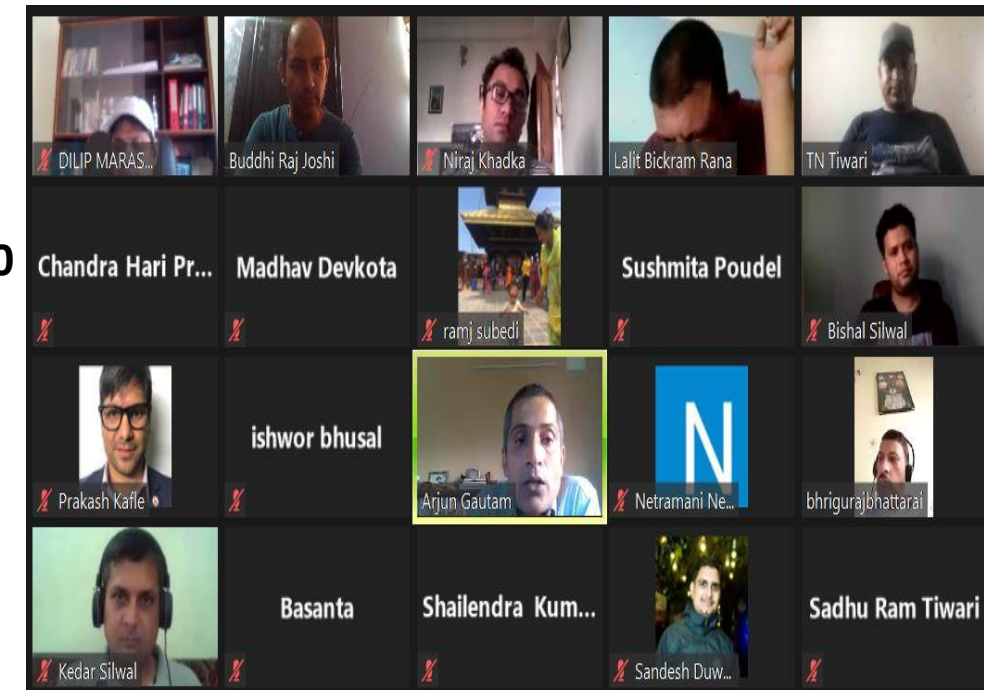 DILIP MARAS...
Buddhi Raj Joshi
Niraj Khadka
Lalit Bickram Rana
TN Tiwari
0
Chandra Hari Pr...
Madhav Devkota
ramj subedi
Sushmita Poudel
Bishal Silwal
Prakash Kafle
ishwor bhusal
Arjun Gautam
N
Netramani Ne...
bhrigurajbhattarai
Kedar Silwal
Basanta
Shailendra Kum...
Sandesh Duw...
Sadhu Ram Tiwari